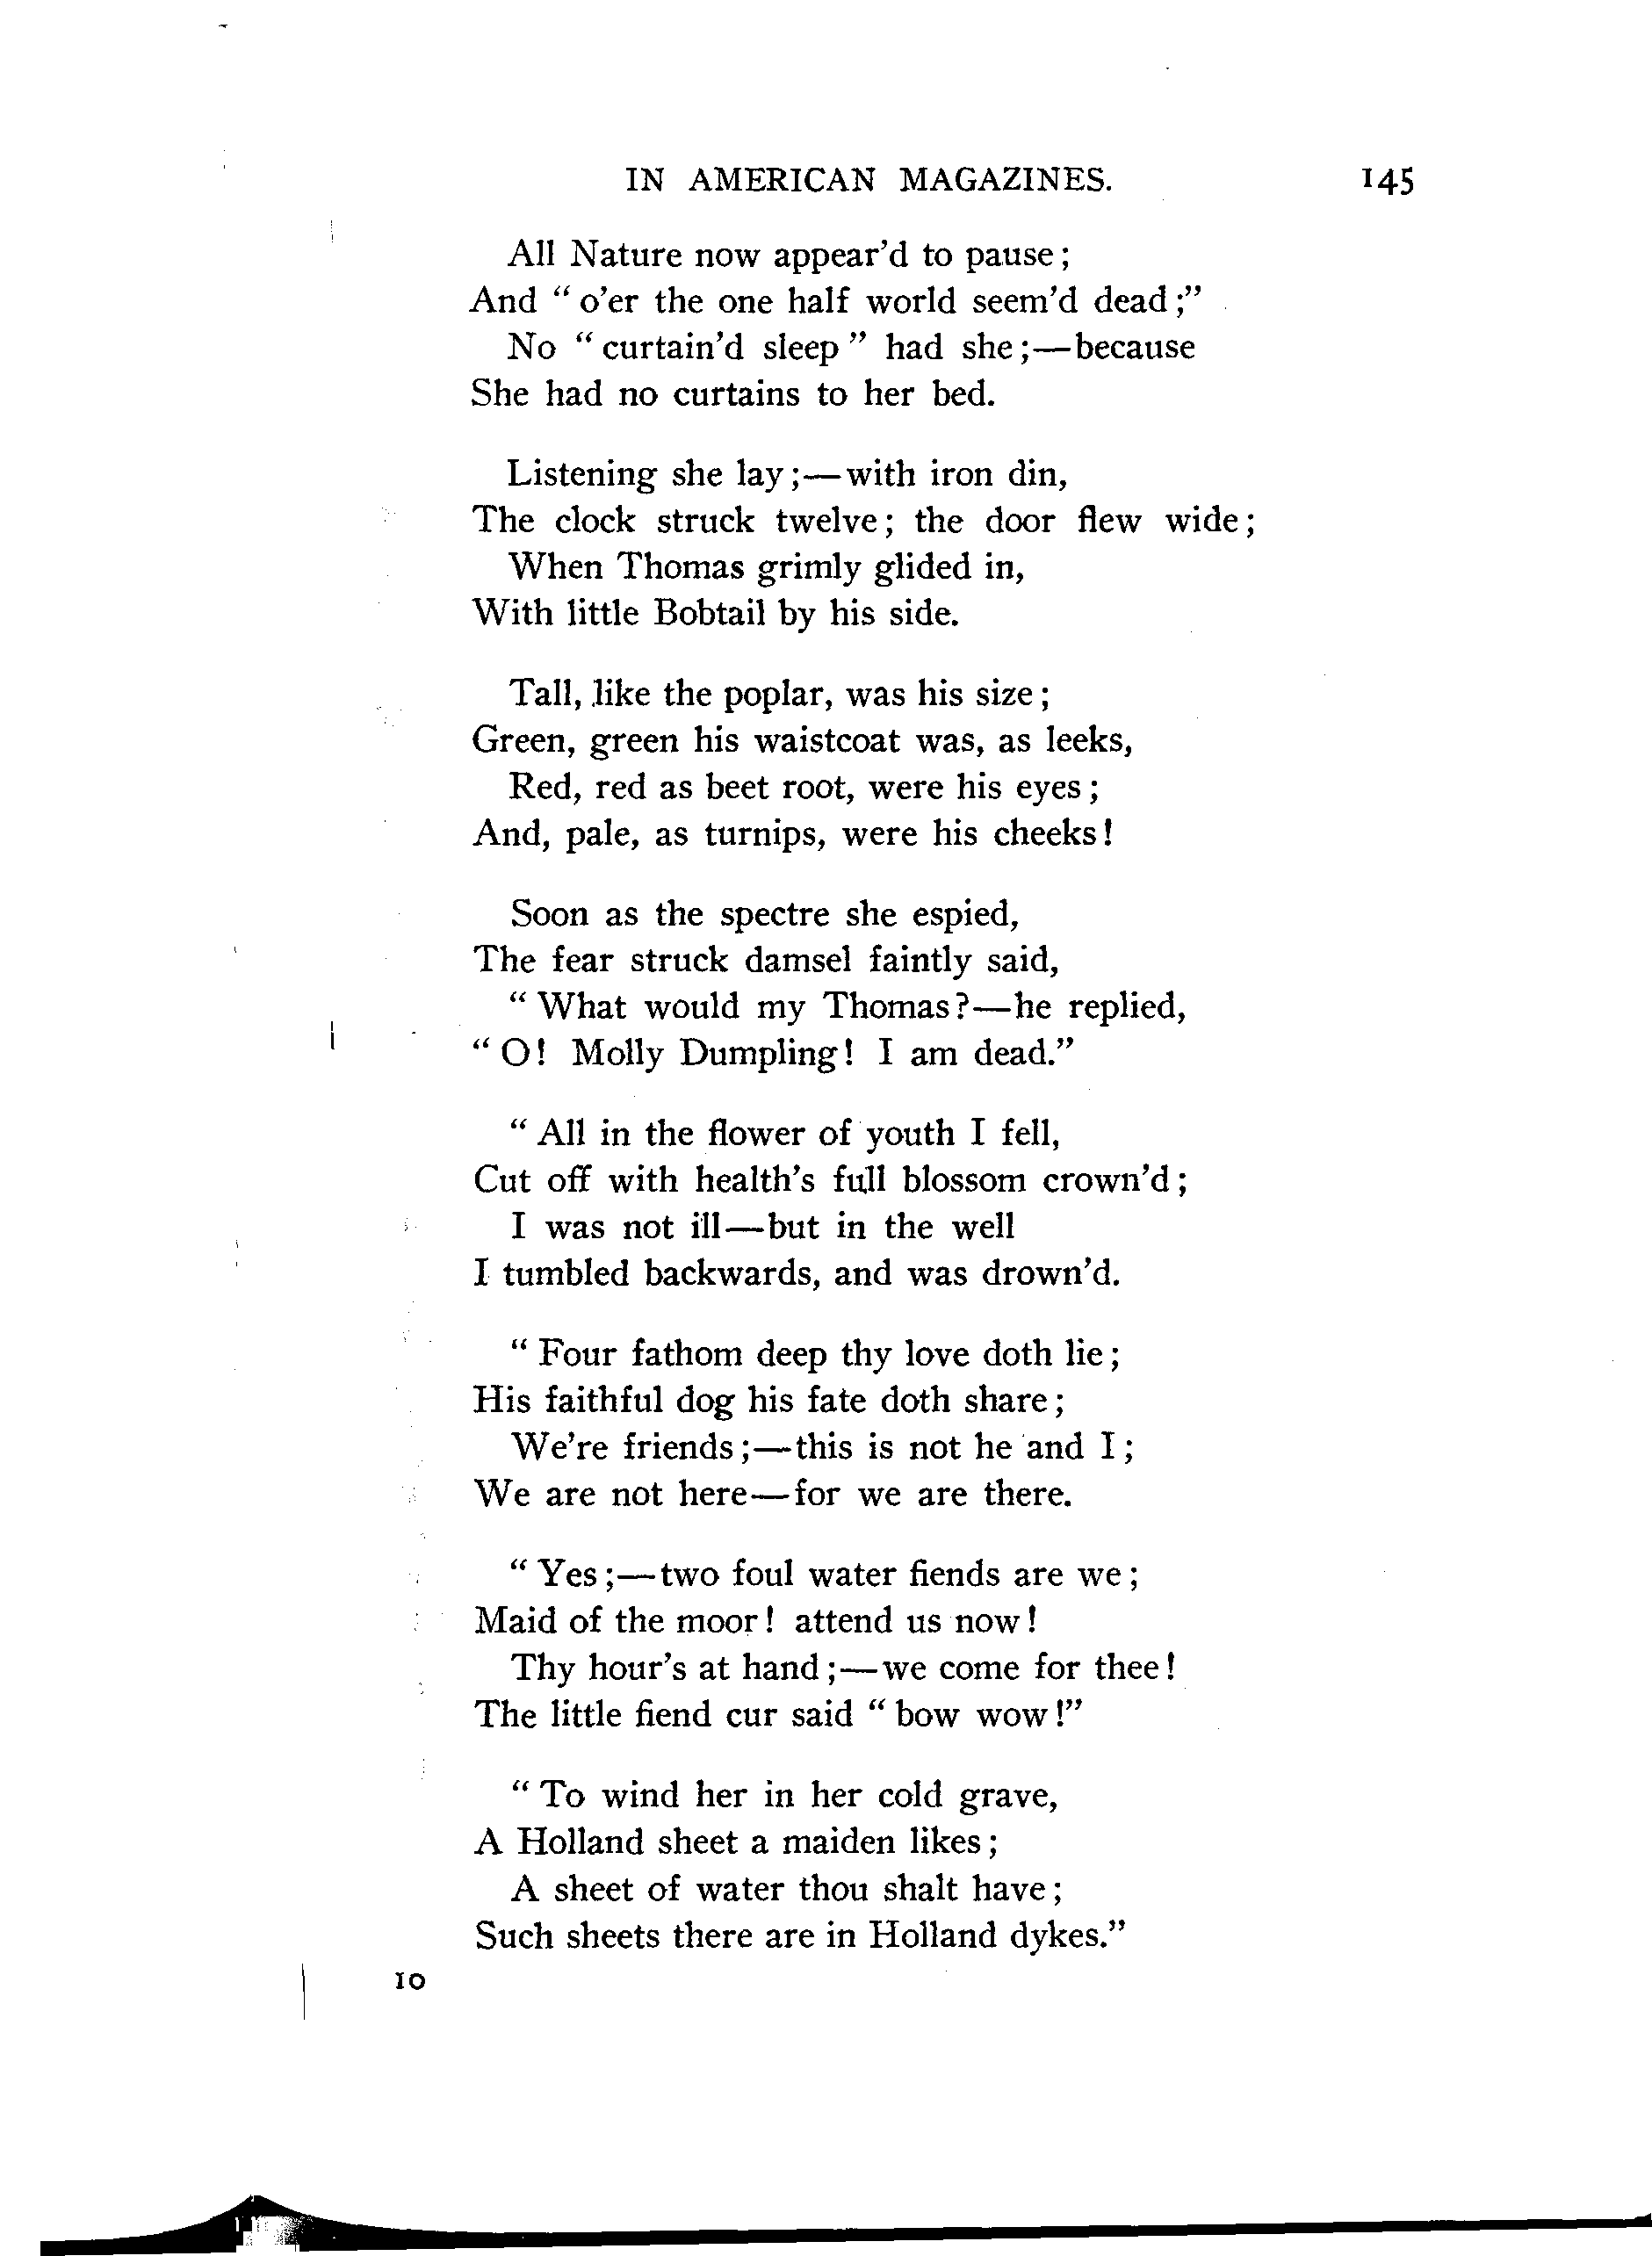 IN AMERICAN MAGAZINES. 145
All Nature now appear'd to pause;
And "o'er the one half world seem'd dead;"
No "curtain'd sleep" had she;—because
She had no curtains to her bed.
Listening she lay;—with iron din,
The clock struck twelve; the door flew wide;
When Thomas grimly glided in,
With little Bobtail by his side.
Tall, like the poplar, was his size;
Green, green his waistcoat was, as leeks,
Red, red as beet root, were his eyes;
And, pale, as turnips, were his cheeks!
Soon as the spectre she espied,
The fear struck damsel faintly said,
"What would my Thomas?—he replied,
"O! Molly Dumpling! I am dead."
"All in the flower of youth I fell,
Cut off with health's full blossom crown'd;
I was not ill—but in the well
I tumbled backwards, and was drown'd.
"Four fathom deep thy love doth lie;
His faithful dog his fate doth share;
We're friends;—this is not he and I;
We are not here—for we are there.
"Yes;—two foul water fiends are we;
Maid of the moor! attend us now!
Thy hour's at hand;—we come for thee!
The little fiend cur said "bow wow!"
"To wind her in her cold grave,
A Holland sheet a maiden likes;
A sheet of water thou shalt have;
Such sheets there are in Holland dykes."
10